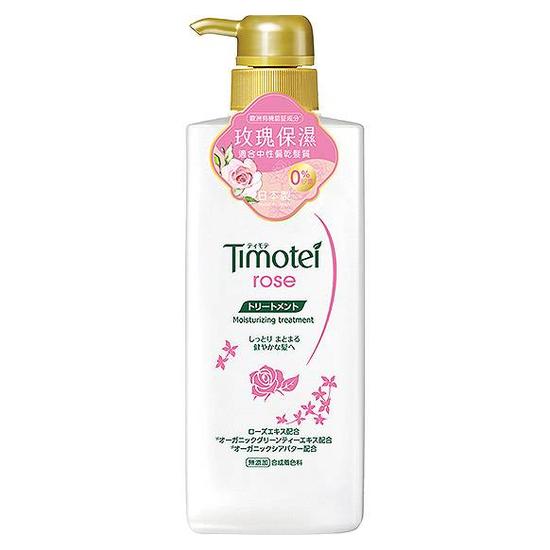 歐洲有機認證成分
玫瑰保濕
適合中性偏乾髮質
0%
日本製
ティモテ
Timotei
rose
トリートメント
Moisturizing treatment
しっとり まとまる
健やかな髪へ
ローズエキス配合
*オーガニックグリーンティーエキス配合
*オーガニックシアバター配合
無添加 合成着色料